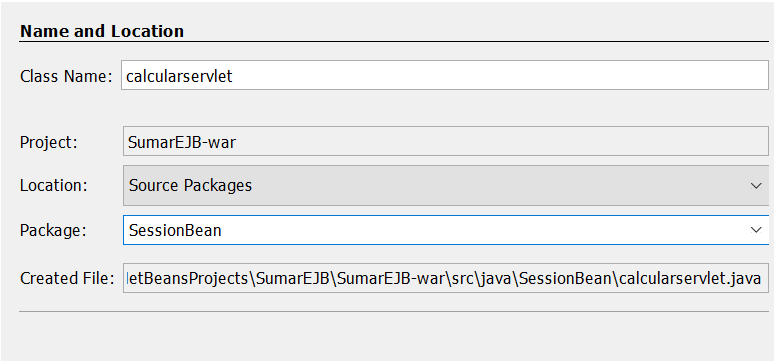 Name and Location
Class Name: calcularservlet
Project: SumarEJB-war
Location: Source Packages
Package: SessionBean
Created File: letBeansProjects\SumarEJB\SumarEJB-war\src\java\SessionBean\calcularservlet.java